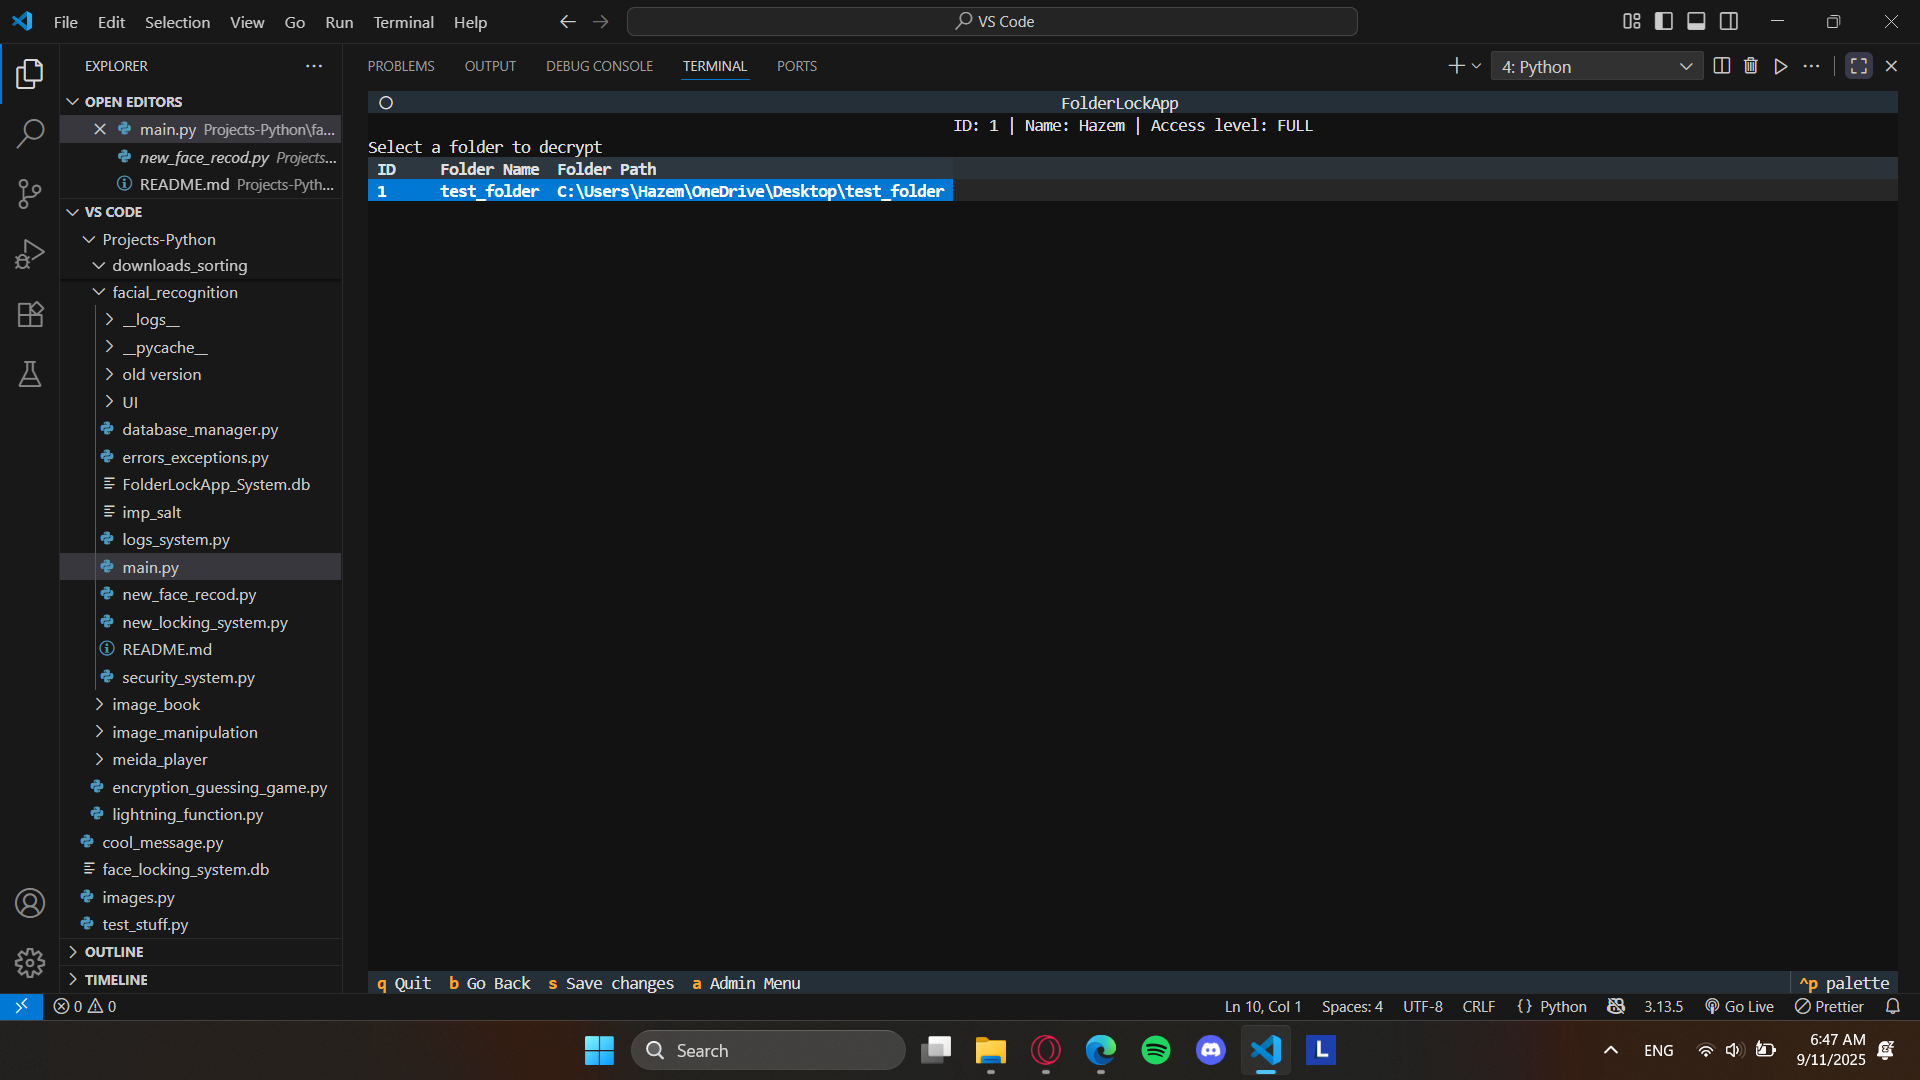 File Edit Selection View Go Run Terminal Help
VS Code
EXPLORER
OPEN EDITORS
main.py Projects-Python\fa...
new_face_recod.py Projects...
README.md Projects-Pyth...
VS CODE
Projects-Python
downloads_sorting
facial_recognition
__logs__
__pycache__
old version
UI
database_manager.py
errors_exceptions.py
FolderLockApp_System.db
imp_salt
logs_system.py
main.py
new_face_recod.py
new_locking_system.py
README.md
security_system.py
image_book
image_manipulation
meida_player
encryption_guessing_game.py
lightning_function.py
cool_message.py
face_locking_system.db
images.py
test_stuff.py
OUTLINE
TIMELINE
PROBLEMS OUTPUT DEBUG CONSOLE TERMINAL PORTS
4: Python
FolderLockApp
ID: 1 | Name: Hazem | Access level: FULL
Select a folder to decrypt
ID Folder Name Folder Path
1 test_folder C:\Users\Hazem\OneDrive\Desktop\test_folder
q Quit b Go Back s Save changes a Admin Menu
^p palette
0 0
Ln 10, Col 1 Spaces: 4 UTF-8 CRLF {} Python 3.13.5 Go Live Prettier
Search
L
ENG
6:47 AM
9/11/2025